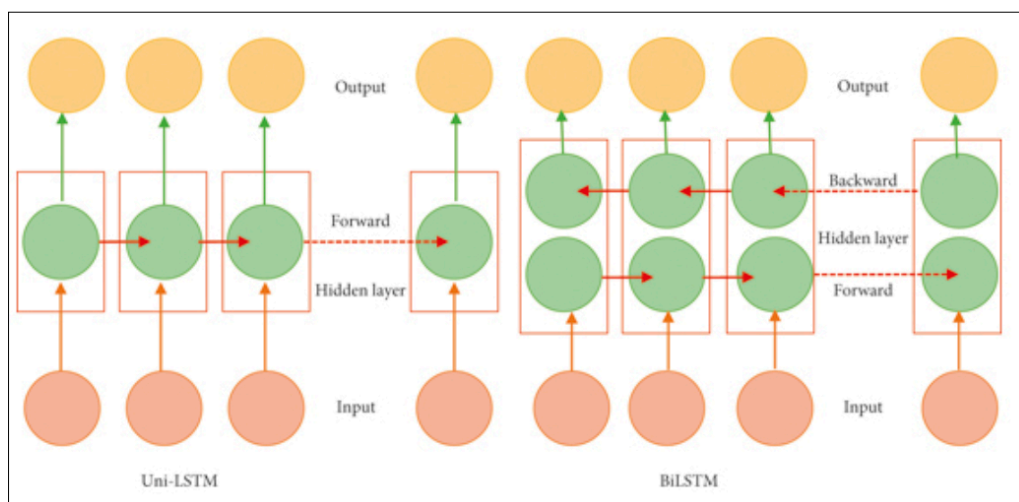 Output
Forward
Hidden layer
Input
Uni-LSTM
Output
Backward
Hidden layer
Forward
Input
BiLSTM